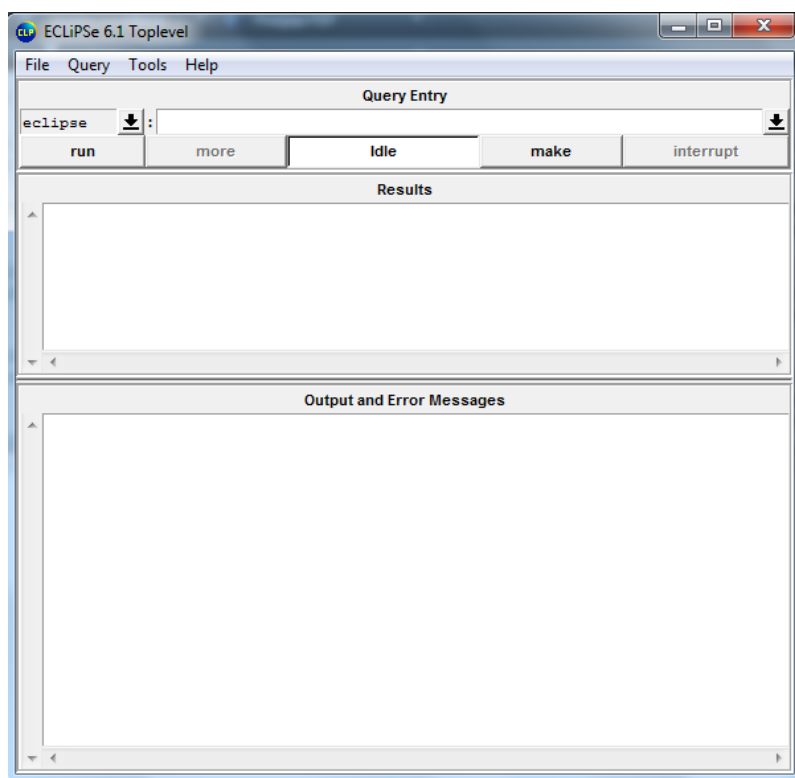 CLP ECLiPSe 6.1 Toplevel
File Query Tools Help
Query Entry
eclipse :
run more Idle make interrupt
Results
Output and Error Messages